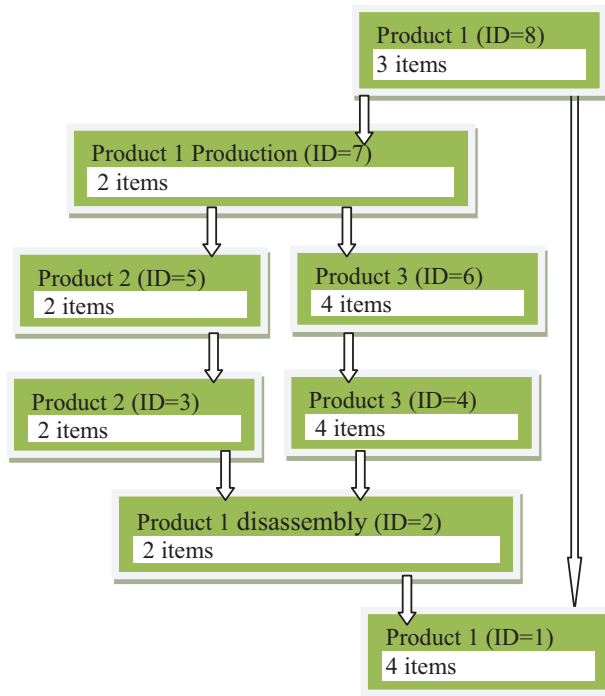 Product 1 (ID=8)
3 items
Product 1 Production (ID=7)
2 items
Product 2 (ID=5)
2 items
Product 3 (ID=6)
4 items
Product 2 (ID=3)
2 items
Product 3 (ID=4)
4 items
Product 1 disassembly (ID=2)
2 items
Product 1 (ID=1)
4 items